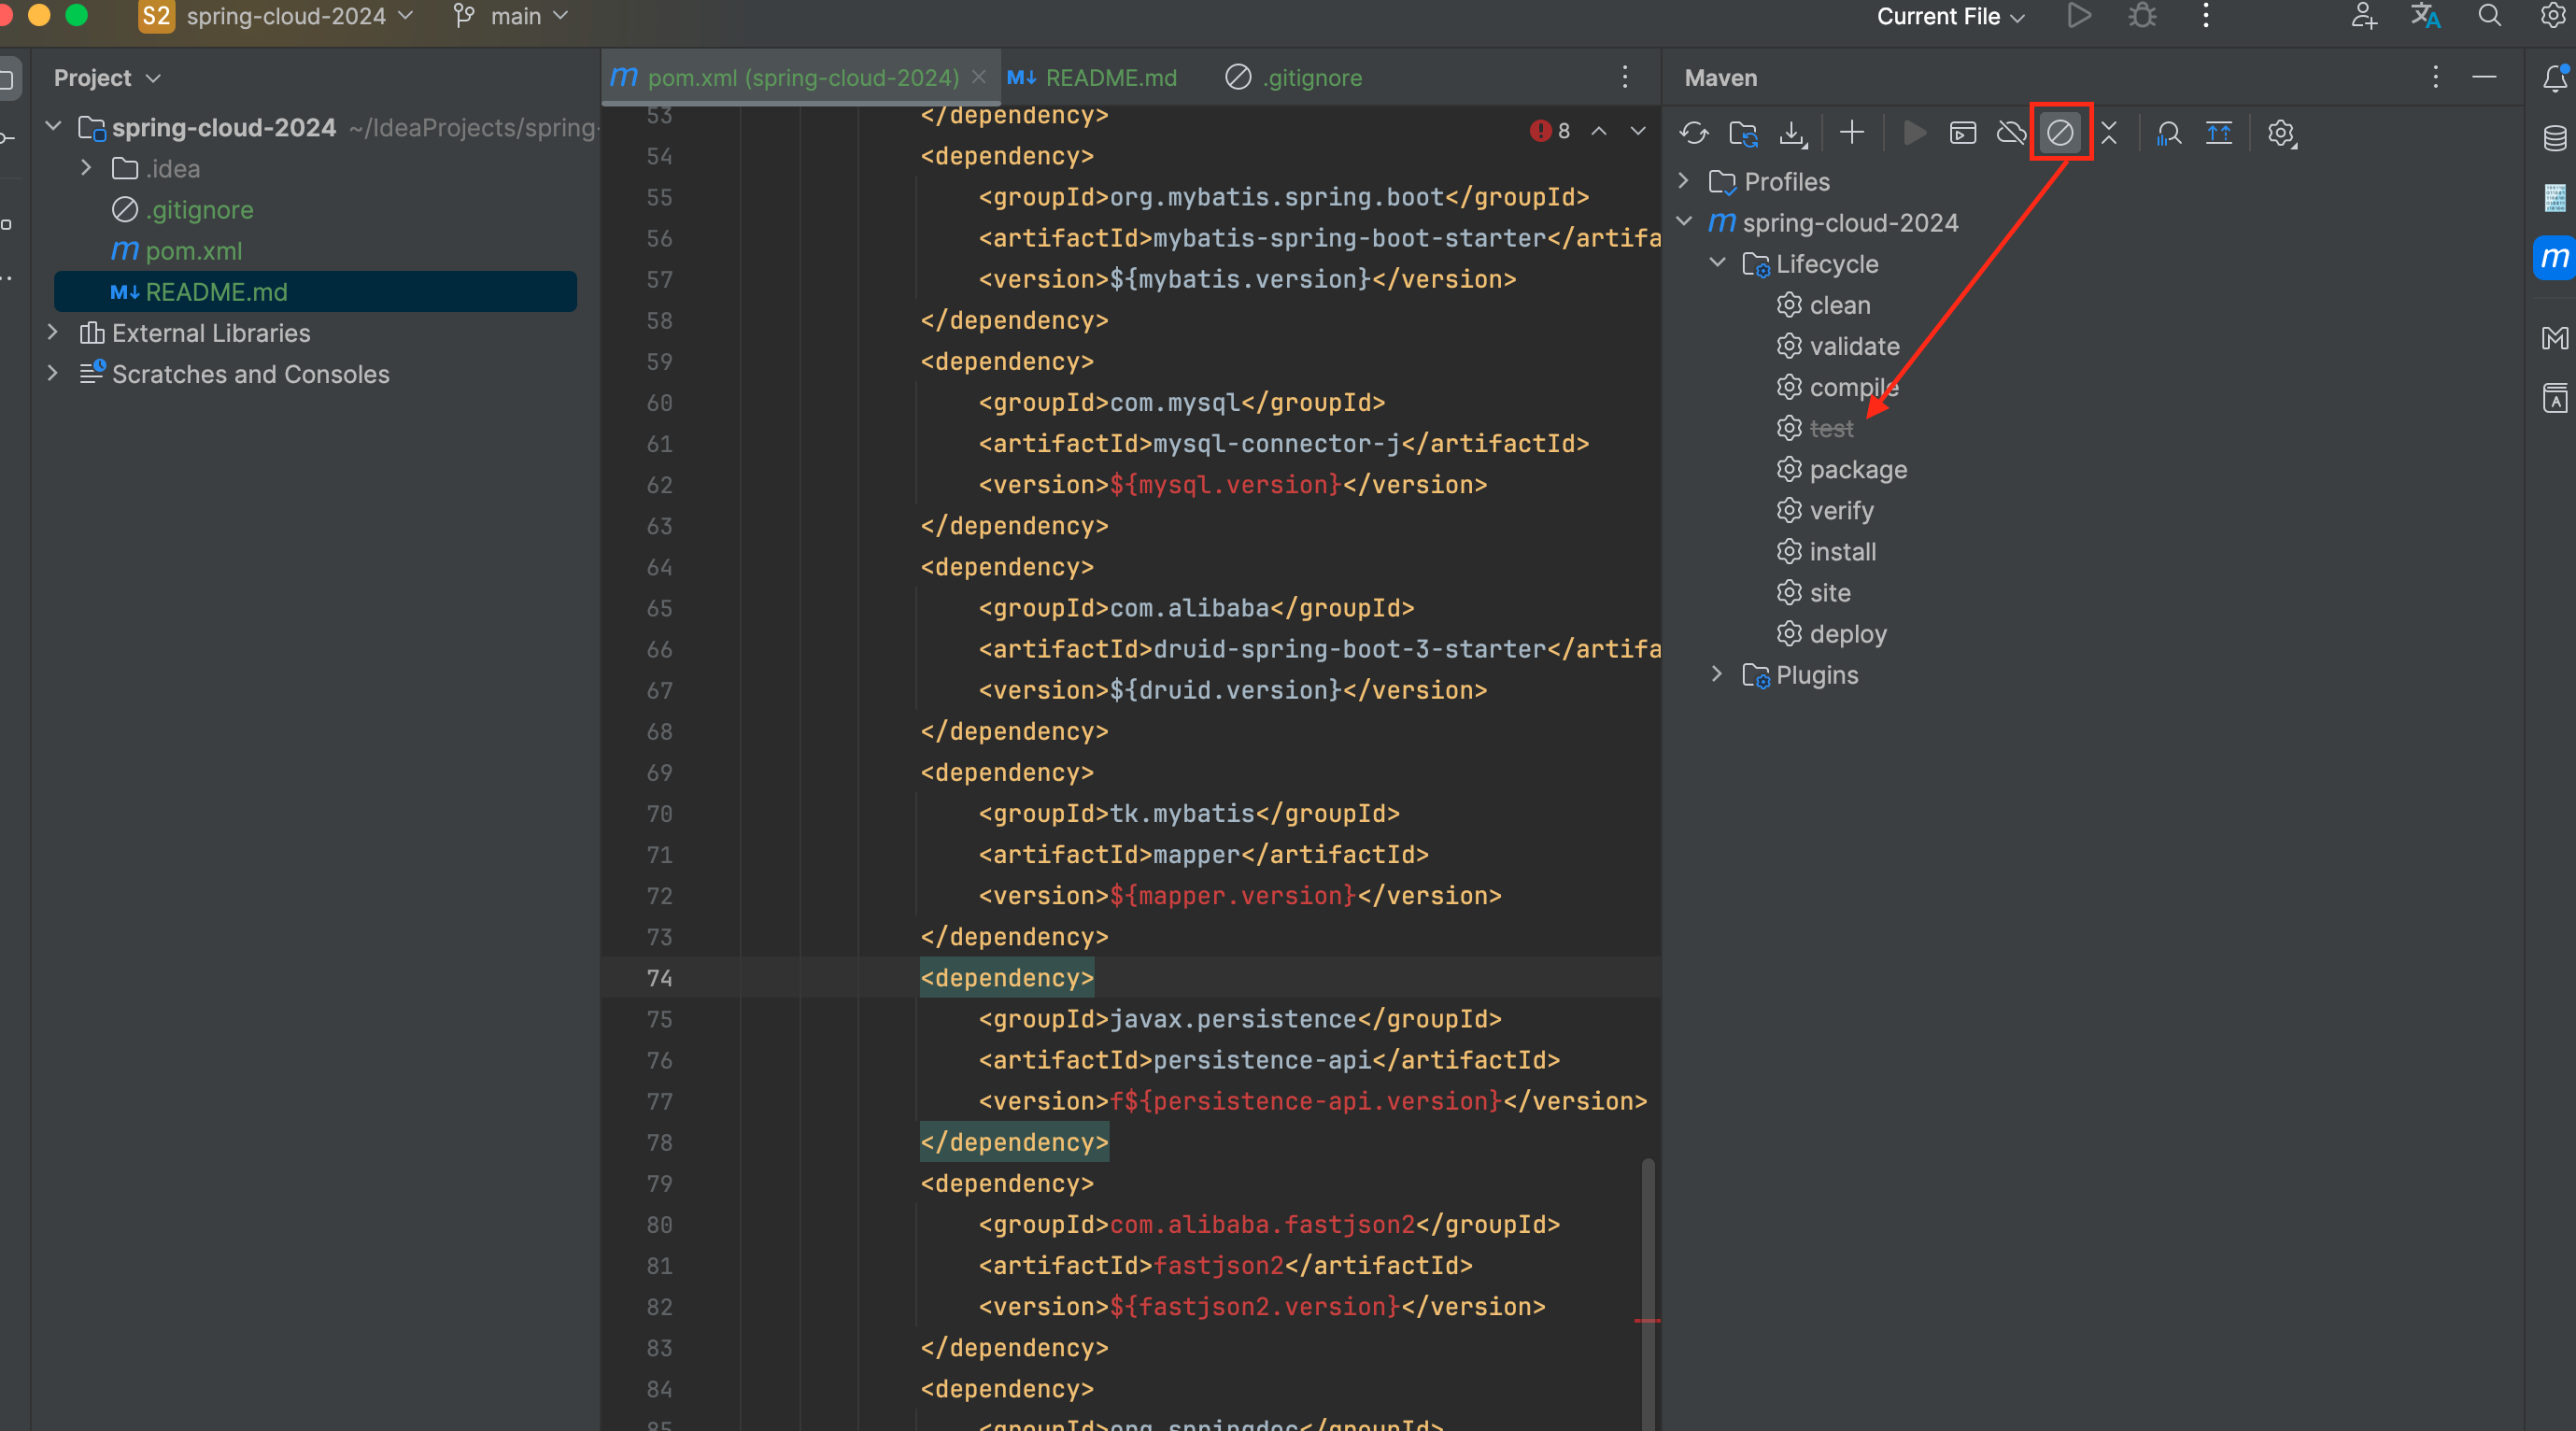 S2 spring-cloud-2024 main Current File
Project
spring-cloud-2024 ~/IdeaProjects/spring-
.idea
.gitignore
pom.xml
README.md
External Libraries
Scratches and Consoles
pom.xml (spring-cloud-2024) README.md .gitignore
8
53 </dependency>
54 <dependency>
55 <groupId>org.mybatis.spring.boot</groupId>
56 <artifactId>mybatis-spring-boot-starter</artifa
57 <version>${mybatis.version}</version>
58 </dependency>
59 <dependency>
60 <groupId>com.mysql</groupId>
61 <artifactId>mysql-connector-j</artifactId>
62 <version>${mysql.version}</version>
63 </dependency>
64 <dependency>
65 <groupId>com.alibaba</groupId>
66 <artifactId>druid-spring-boot-3-starter</artifa
67 <version>${druid.version}</version>
68 </dependency>
69 <dependency>
70 <groupId>tk.mybatis</groupId>
71 <artifactId>mapper</artifactId>
72 <version>${mapper.version}</version>
73 </dependency>
74 <dependency>
75 <groupId>javax.persistence</groupId>
76 <artifactId>persistence-api</artifactId>
77 <version>f${persistence-api.version}</version>
78 </dependency>
79 <dependency>
80 <groupId>com.alibaba.fastjson2</groupId>
81 <artifactId>fastjson2</artifactId>
82 <version>${fastjson2.version}</version>
83 </dependency>
84 <dependency>
85 <groupId>org.springdoc</groupId>
Maven
Profiles
m spring-cloud-2024
Lifecycle
clean
validate
compile
test
package
verify
install
site
deploy
Plugins